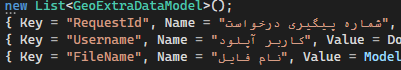 new List<GeoExtraDataModel>();
{ Key = "RequestId", Name = "شماره پیگیری درخواست",
{ Key = "Username", Name = "کاربر آپلود", Value = Do
{ Key = "FileName", Name = "نام فایل", Value = Model